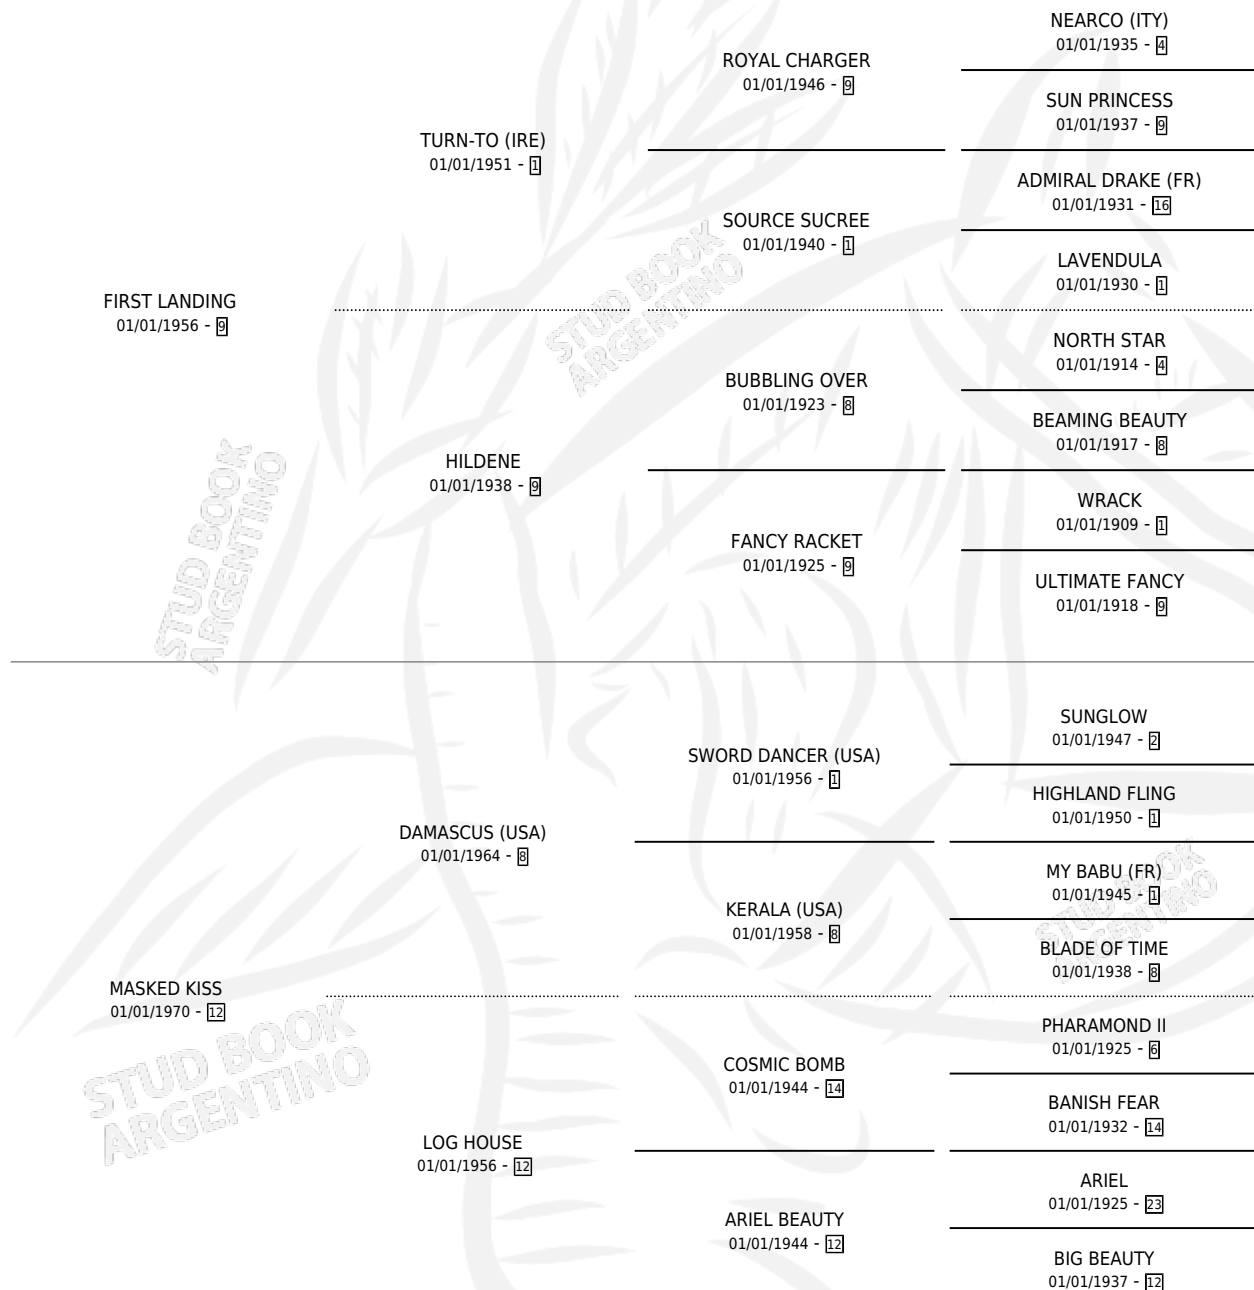 NEARCO (ITY)
01/01/1935 - 4
ROYAL CHARGER
01/01/1946 - 9
SUN PRINCESS
01/01/1937 - 9
TURN-TO (IRE)
01/01/1951 - 1
ADMIRAL DRAKE (FR)
01/01/1931 - 16
SOURCE SUCREE
01/01/1940 - 1
LAVENDULA
01/01/1930 - 1
FIRST LANDING
01/01/1956 - 9
NORTH STAR
01/01/1914 - 4
BUBBLING OVER
01/01/1923 - 8
BEAMING BEAUTY
01/01/1917 - 8
HILDENE
01/01/1938 - 9
WRACK
01/01/1909 - 1
FANCY RACKET
01/01/1925 - 9
ULTIMATE FANCY
01/01/1918 - 9
SUNGLOW
01/01/1947 - 2
SWORD DANCER (USA)
01/01/1956 - 1
HIGHLAND FLING
01/01/1950 - 1
DAMASCUS (USA)
01/01/1964 - 8
MY BABU (FR)
01/01/1945 - 1
KERALA (USA)
01/01/1958 - 8
BLADE OF TIME
01/01/1938 - 8
MASKED KISS
01/01/1970 - 12
PHARAMOND II
01/01/1925 - 6
COSMIC BOMB
01/01/1944 - 14
BANISH FEAR
01/01/1932 - 14
LOG HOUSE
01/01/1956 - 12
ARIEL
01/01/1925 - 23
ARIEL BEAUTY
01/01/1944 - 12
BIG BEAUTY
01/01/1937 - 12
STUD BOOK
ARGENTINO
STUD BOOK
ARGENTINO
STUD BOOK
ARGENTINO
STUD BOOK
ARGENTINO